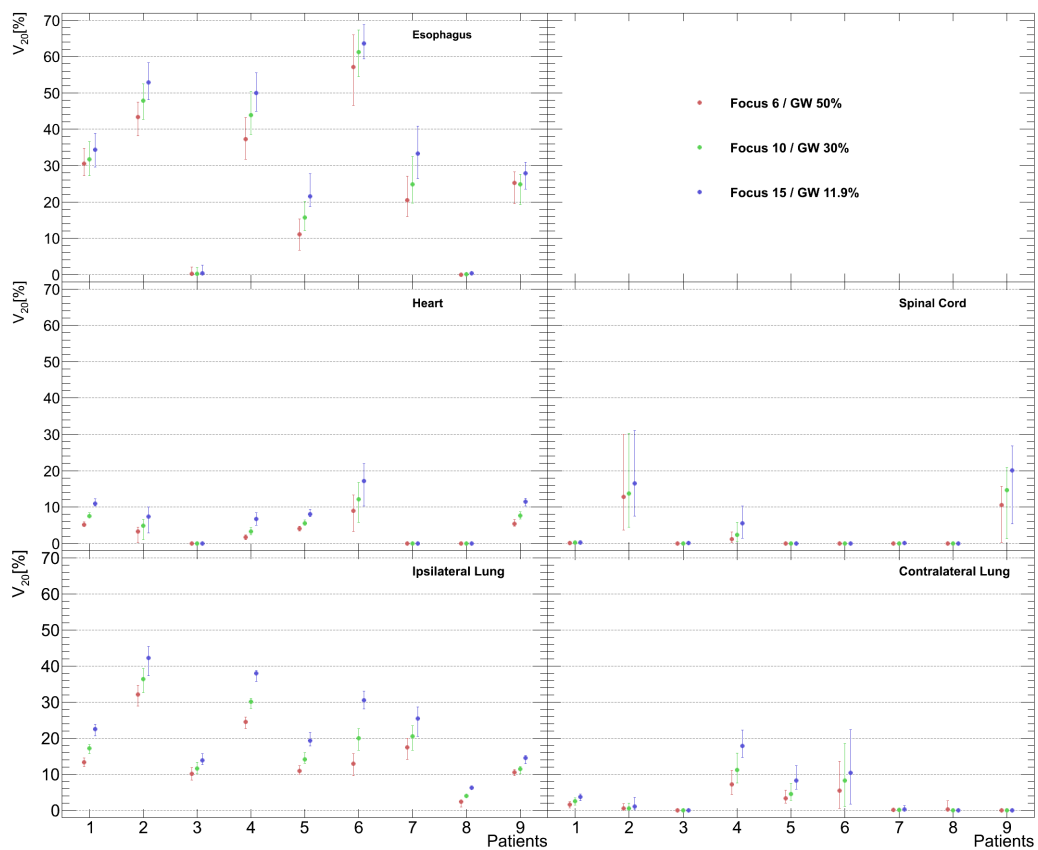 V20[%]
70
60
50
40
30
20
10
0
Esophagus
Focus 6 / GW 50%
Focus 10 / GW 30%
Focus 15 / GW 11.9%
V20[%]
70
60
50
40
30
20
10
0
Heart
Spinal Cord
V20[%]
70
60
50
40
30
20
10
0
Ipsilateral Lung
Contralateral Lung
1 2 3 4 5 6 7 8 9
Patients
1 2 3 4 5 6 7 8 9
Patients